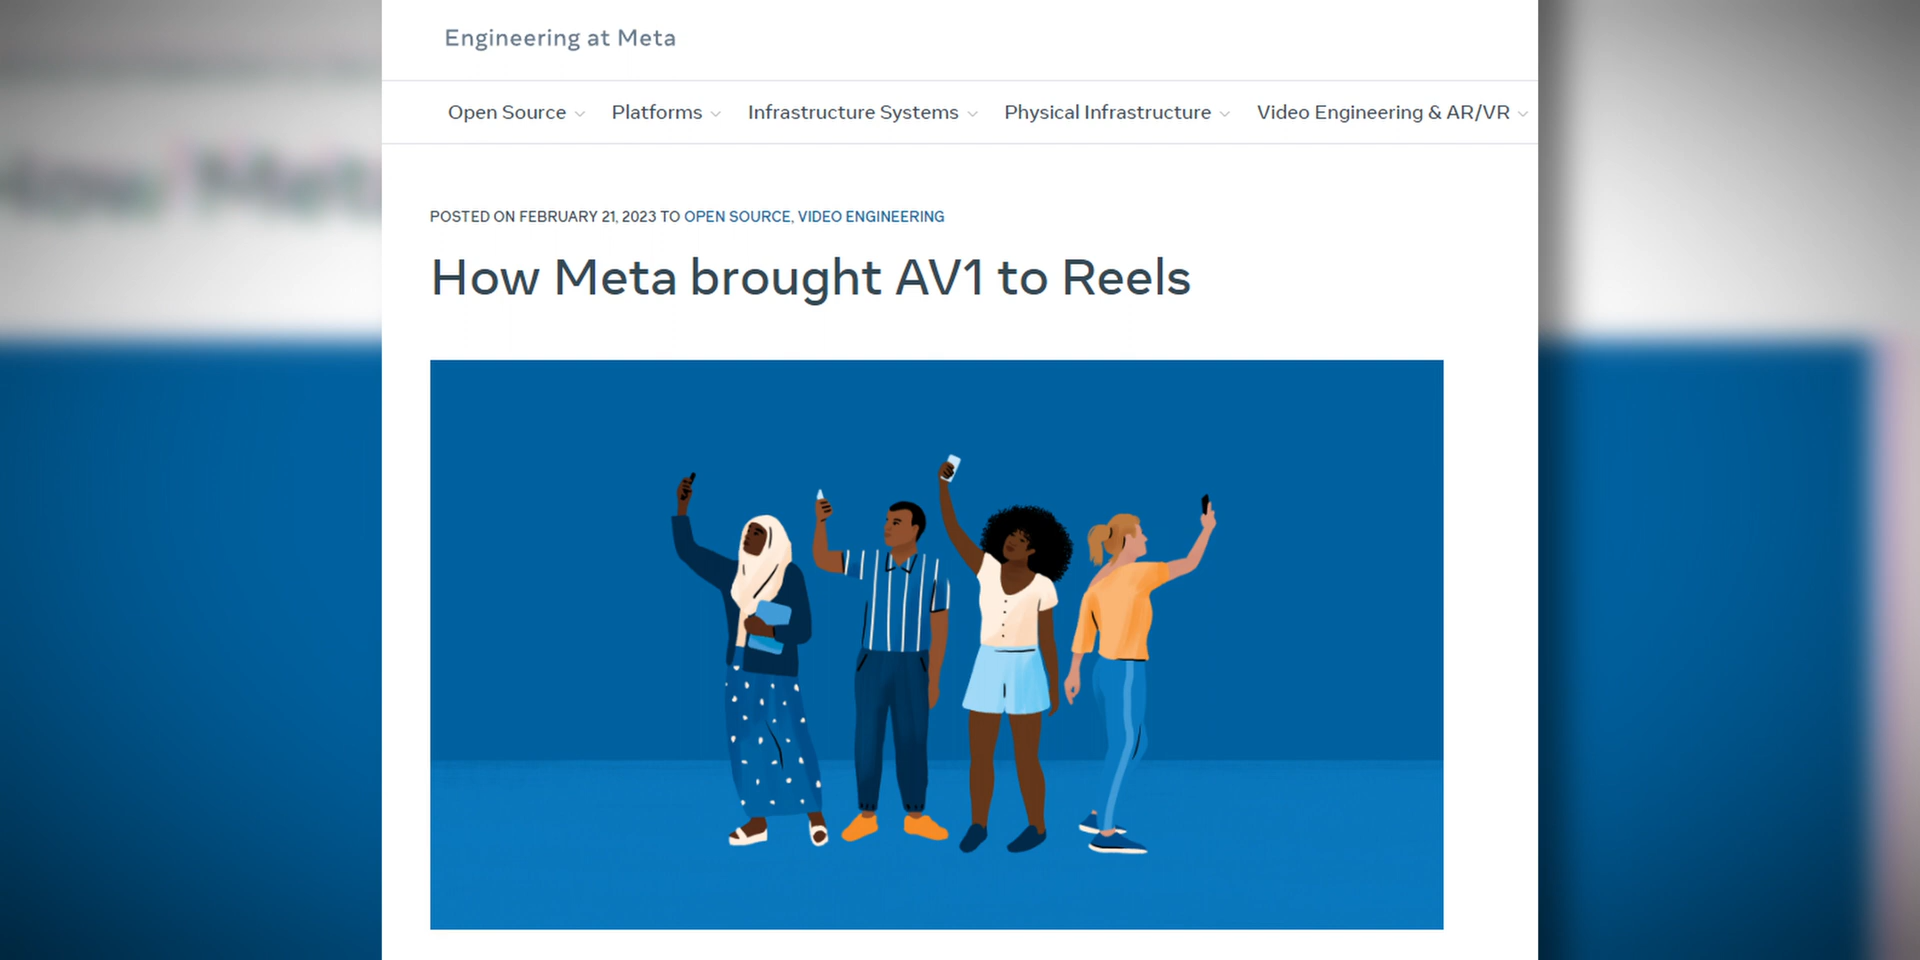 Engineering at Meta
Open Source Platforms Infrastructure Systems Physical Infrastructure Video Engineering & AR/VR
POSTED ON FEBRUARY 21, 2023 TO OPEN SOURCE, VIDEO ENGINEERING
How Meta brought AV1 to Reels